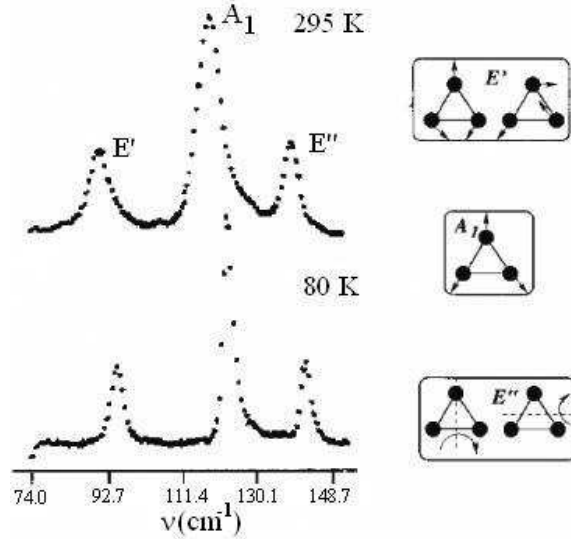 A1
295 K
E'
E"
80 K
74.0 92.7 111.4 130.1 148.7
ν(cm-1)
E'
A1
E"